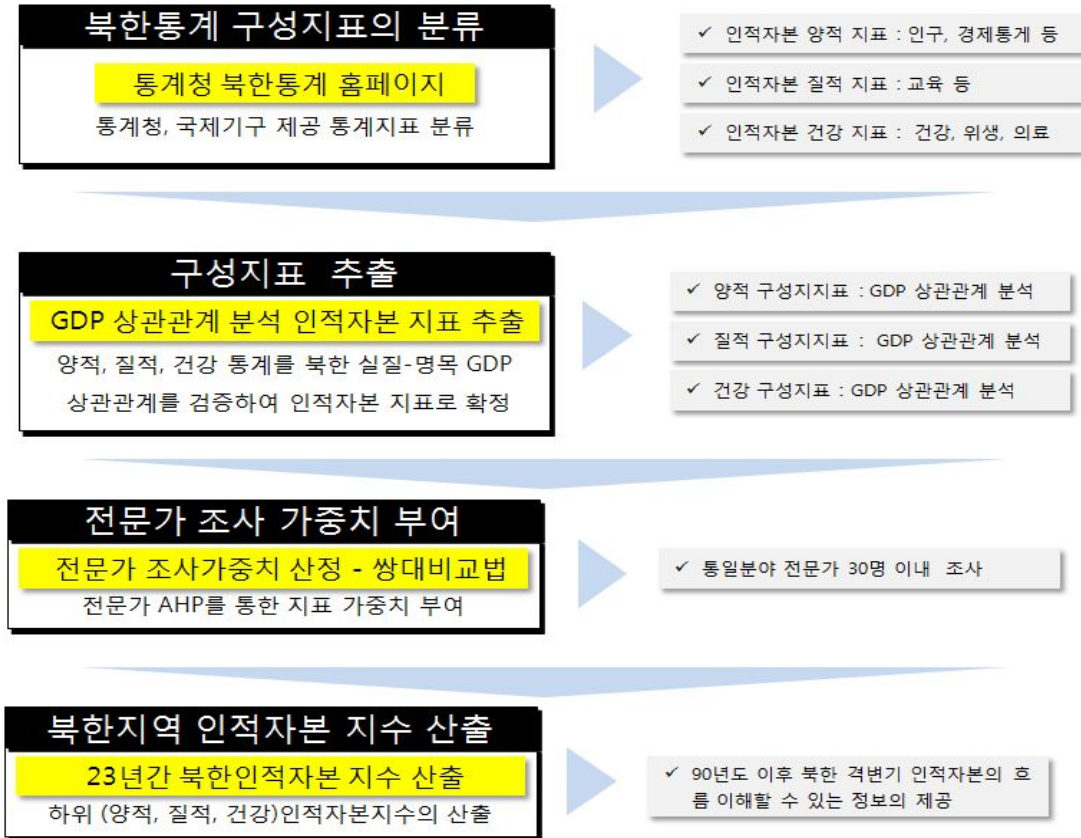 북한통계 구성지표의 분류
통계청 북한통계 홈페이지
통계청, 국제기구 제공 통계지표 분류
✓ 인적자본 양적 지표 : 인구, 경제통게 등
✓ 인적자본 질적 지표 : 교육 등
✓ 인적자본 건강 지표 : 건강, 위생, 의료
구성지표 추출
GDP 상관관계 분석 인적자본 지표 추출
양적, 질적, 건강 통계를 북한 실질-명목 GDP
상관관계를 검증하여 인적자본 지표로 확정
✓ 양적 구성지지표 : GDP 상관관계 분석
✓ 질적 구성지지표 : GDP 상관관계 분석
✓ 건강 구성지표 : GDP 상관관계 분석
전문가 조사 가중치 부여
전문가 조사가중치 산정 - 쌍대비교법
전문가 AHP를 통한 지표 가중치 부여
✓ 통일분야 전문가 30명 이내 조사
북한지역 인적자본 지수 산출
23년간 북한인적자본 지수 산출
하위 (양적, 질적, 건강)인적자본지수의 산출
✓ 90년도 이후 북한 격변기 인적자본의 흐
름 이해할 수 있는 정보의 제공